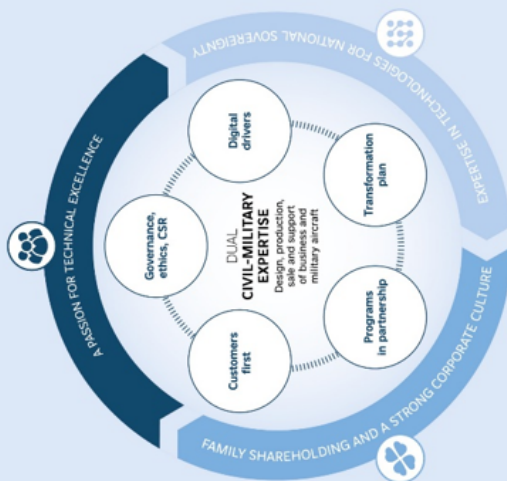 A PASSION FOR TECHNICAL EXCELLENCE
EXPERTISE IN TECHNOLOGIES FOR NATIONAL SOVEREIGNTY
FAMILY SHAREHOLDING AND A STRONG CORPORATE CULTURE
Governance,
ethics, CSR
Digital
drivers
Transformation
plan
Programs
in partnership
Customers
first
DUAL
CIVIL-MILITARY
EXPERTISE
Design, production,
sale and support
of business and
military aircraft